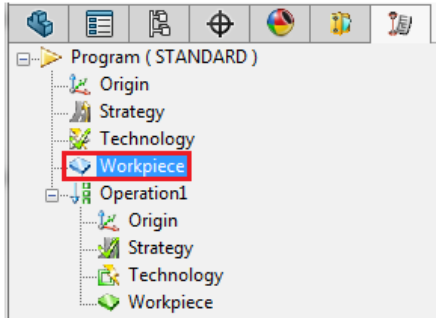 Program ( STANDARD )
Origin
Strategy
Technology
Workpiece
Operation1
Origin
Strategy
Technology
Workpiece